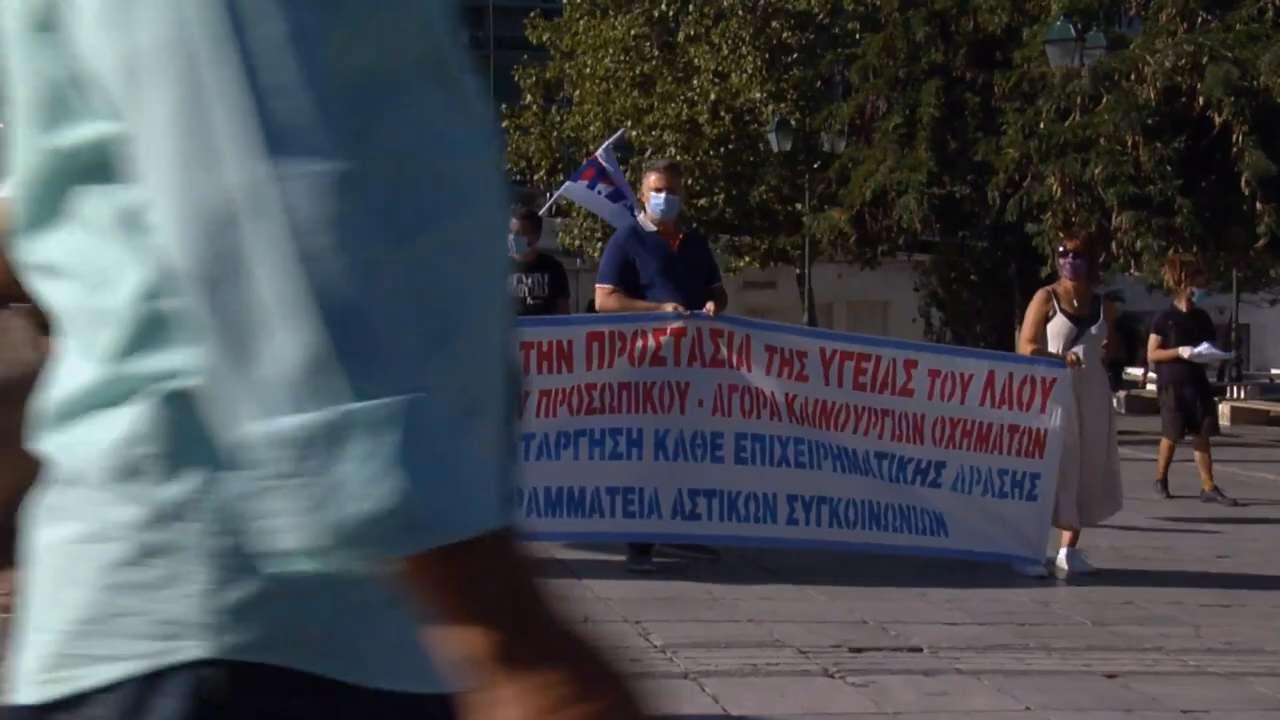 ΤΗΝ ΠΡΟΣΤΑΣΙΑ ΤΗΣ ΥΓΕΙΑΣ ΤΟΥ ΛΑΟΥ
ΠΡΟΣΩΠΙΚΟΥ - ΑΓΟΡΑ ΚΑΙΝΟΥΡΓΙΩΝ ΟΧΗΜΑΤΩΝ
ΤΑΡΓΗΣΗ ΚΑΘΕ ΕΠΙΧΕΙΡΗΜΑΤΙΚΗΣ ΔΡΑΣΗΣ
ΡΑΜΜΑΤΕΙΑ ΑΣΤΙΚΩΝ ΣΥΓΚΟΙΝΩΝΙΩΝ